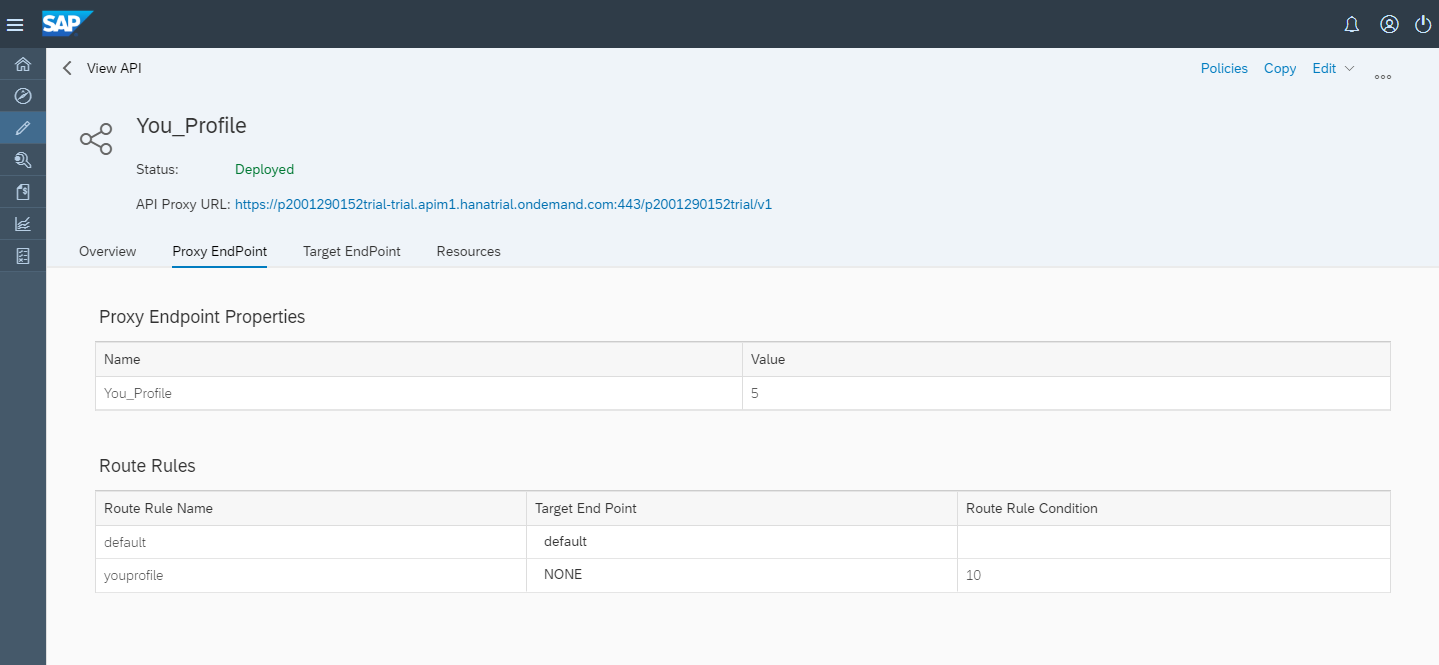 SAP
View API
Policies Copy Edit
You_Profile
Status: Deployed
API Proxy URL: https://p2001290152trial-trial.apim1.hanatrial.ondemand.com:443/p2001290152trial/v1
Overview Proxy EndPoint Target EndPoint Resources
Proxy Endpoint Properties
Name Value
You_Profile 5
Route Rules
Route Rule Name Target End Point Route Rule Condition
default default
youprofile NONE 10